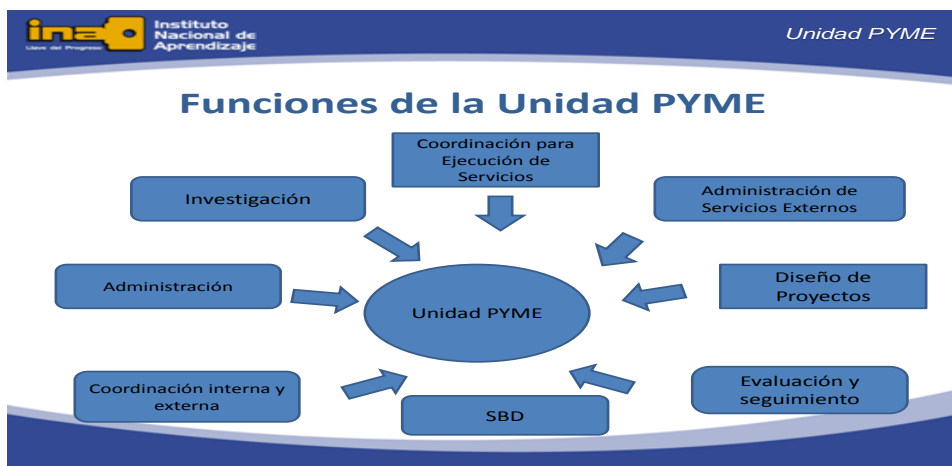 ina
Llave del Progreso
Instituto
Nacional de
Aprendizaje
Unidad PYME
Funciones de la Unidad PYME
Coordinación para
Ejecución de
Servicios
Investigación
Administración de
Servicios Externos
Administración
Unidad PYME
Diseño de
Proyectos
Coordinación interna y
externa
SBD
Evaluación y
seguimiento